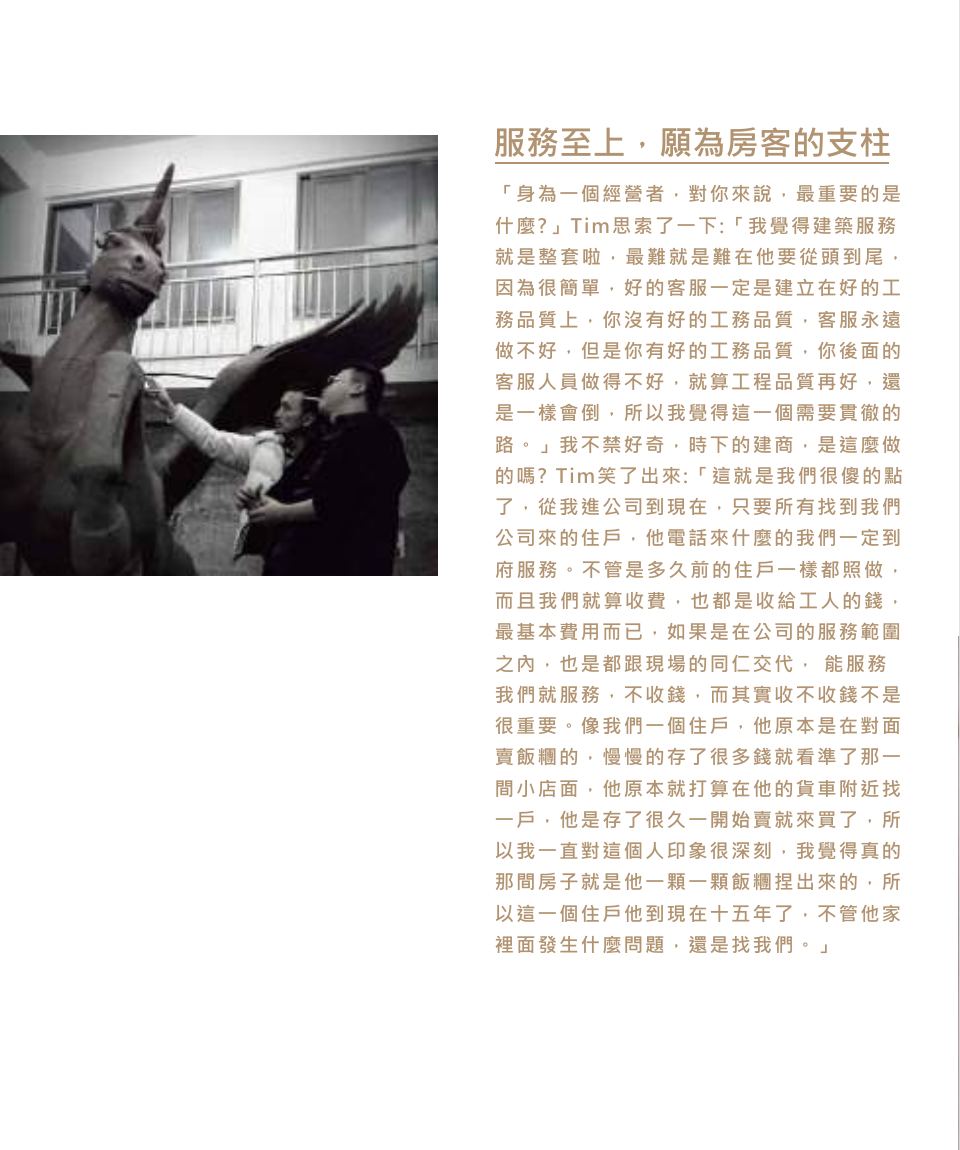 服務至上，願為房客的支柱
「身為一個經營者，對你來說，最重要的是
什麼?」Tim思索了一下:「我覺得建築服務
就是整套啦，最難就是難在他要從頭到尾，
因為很簡單，好的客服一定是建立在好的工
務品質上，你沒有好的工務品質，客服永遠
做不好，但是你有好的工務品質，你後面的
客服人員做得不好，就算工程品質再好，還
是一樣會倒，所以我覺得這一個需要貫徹的
路。」我不禁好奇，時下的建商，是這麼做
的嗎? Tim笑了出來:「這就是我們很傻的點
了，從我進公司到現在，只要所有找到我們
公司來的住戶，他電話來什麼的我們一定到
府服務。不管是多久前的住戶一樣都照做，
而且我們就算收費，也都是收給工人的錢，
最基本費用而已，如果是在公司的服務範圍
之內，也是都跟現場的同仁交代， 能服務
我們就服務，不收錢，而其實收不收錢不是
很重要。像我們一個住戶，他原本是在對面
賣飯糰的，慢慢的存了很多錢就看準了那一
間小店面，他原本就打算在他的貨車附近找
一戶，他是存了很久一開始賣就來買了，所
以我一直對這個人印象很深刻，我覺得真的
那間房子就是他一顆一顆飯糰捏出來的，所
以這一個住戶他到現在十五年了，不管他家
裡面發生什麼問題，還是找我們。」